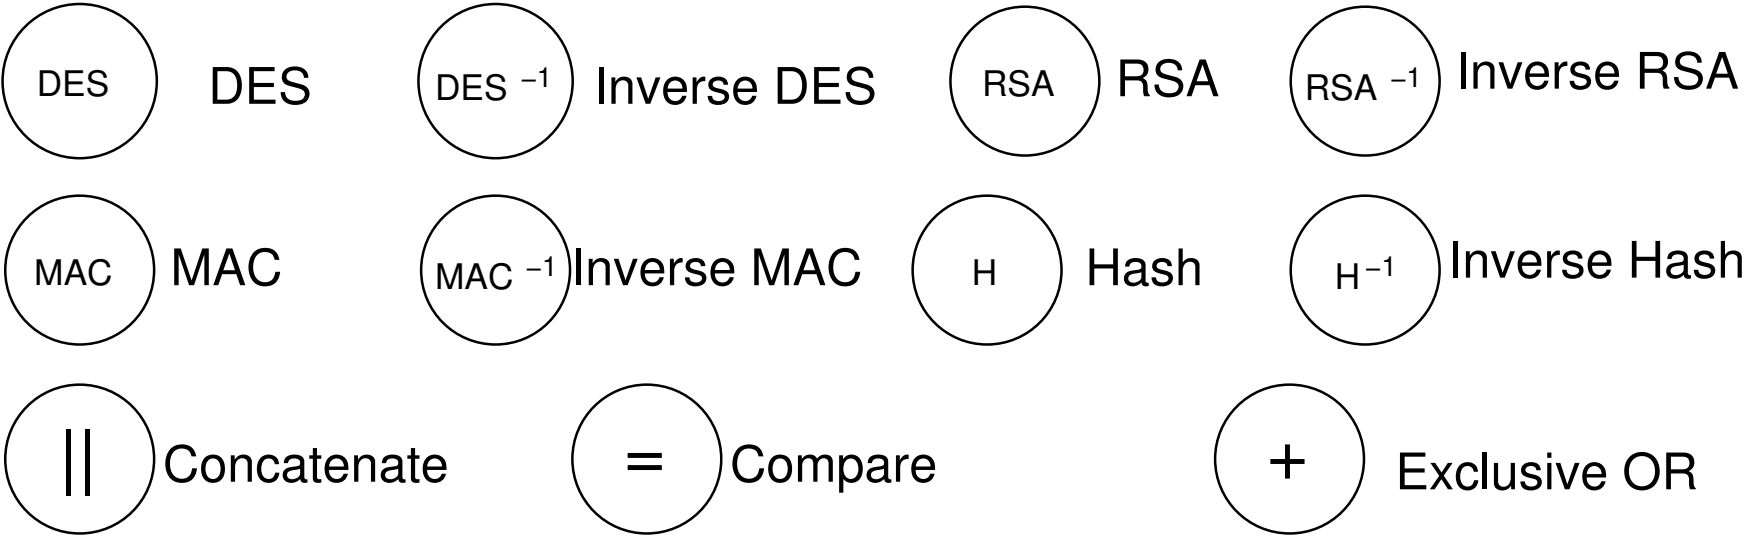 DES DES DES −1 Inverse DES RSA RSA RSA −1 Inverse RSA
MAC MAC MAC −1 Inverse MAC H Hash H−1 Inverse Hash
|| Concatenate = Compare + Exclusive OR